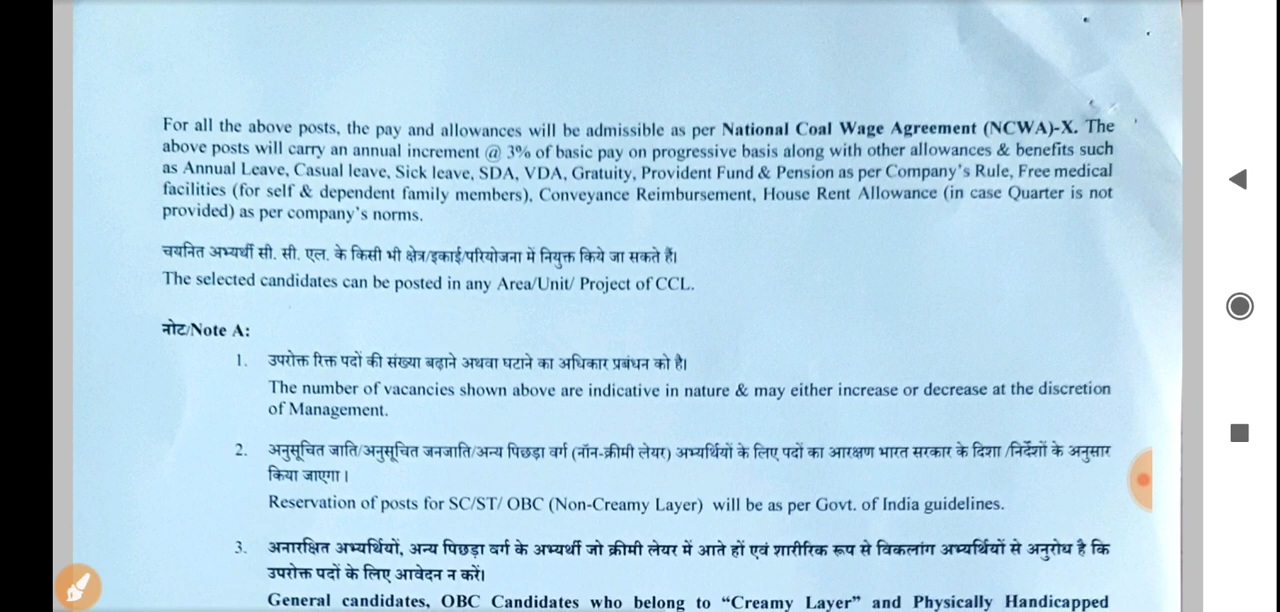 For all the above posts, the pay and allowances will be admissible as per National Coal Wage Agreement (NCWA)-X. The
above posts will carry an annual increment @ 3% of basic pay on progressive basis along with other allowances & benefits such
as Annual Leave, Casual leave, Sick leave, SDA, VDA, Gratuity, Provident Fund & Pension as per Company's Rule, Free medical
facilities (for self & dependent family members), Conveyance Reimbursement, House Rent Allowance (in case Quarter is not
provided) as per company's norms.
चयनित अभ्यर्थी सी. सी. एल. के किसी भी क्षेत्र/इकाई/परियोजना में नियुक्त किये जा सकते हैं।
The selected candidates can be posted in any Area/Unit/ Project of CCL.
नोट/Note A:
1. उपरोक्त रिक्त पदों की संख्या बढ़ाने अथवा घटाने का अधिकार प्रबंधन को है।
The number of vacancies shown above are indicative in nature & may either increase or decrease at the discretion
of Management.
2. अनुसूचित जाति/अनुसूचित जनजाति/अन्य पिछड़ा वर्ग (नॉन-क्रीमी लेयर) अभ्यर्थियों के लिए पदों का आरक्षण भारत सरकार के दिशा /निर्देशों के अनुसार
किया जाएगा।
Reservation of posts for SC/ST/ OBC (Non-Creamy Layer) will be as per Govt. of India guidelines.
3. अनारक्षित अभ्यर्थियों, अन्य पिछड़ा वर्ग के अभ्यर्थी जो क्रीमी लेयर में आते हों एवं शारीरिक रूप से विकलांग अभ्यर्थियों से अनुरोध है कि
उपरोक्त पदों के लिए आवेदन न करें।
General candidates, OBC Candidates who belong to “Creamy Layer” and Physically Handicapped